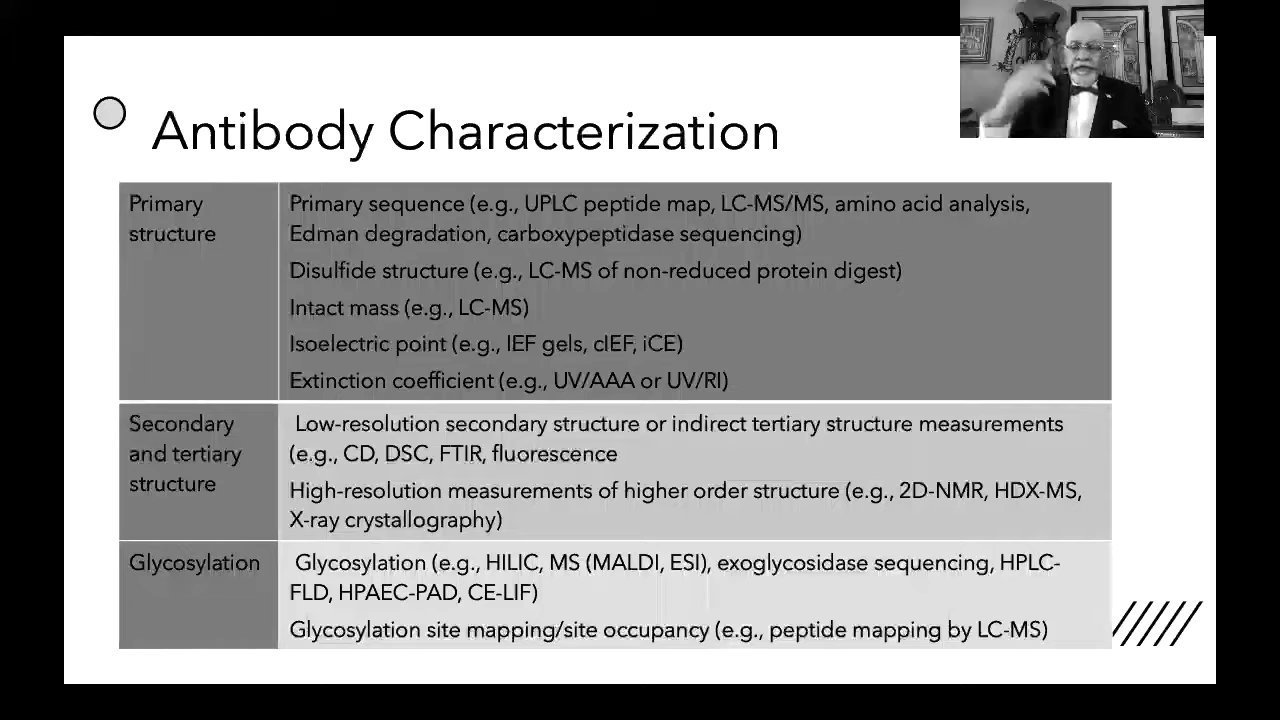 Antibody Characterization
Primary
structure
Primary sequence (e.g., UPLC peptide map, LC-MS/MS, amino acid analysis,
Edman degradation, carboxypeptidase sequencing)
Disulfide structure (e.g., LC-MS of non-reduced protein digest)
Intact mass (e.g., LC-MS)
Isoelectric point (e.g., IEF gels, cIEF, iCE)
Extinction coefficient (e.g., UV/AAA or UV/RI)
Secondary
and tertiary
structure
Low-resolution secondary structure or indirect tertiary structure measurements
(e.g., CD, DSC, FTIR, fluorescence
High-resolution measurements of higher order structure (e.g., 2D-NMR, HDX-MS,
X-ray crystallography)
Glycosylation
Glycosylation (e.g., HILIC, MS (MALDI, ESI), exoglycosidase sequencing, HPLC-
FLD, HPAEC-PAD, CE-LIF)
Glycosylation site mapping/site occupancy (e.g., peptide mapping by LC-MS)